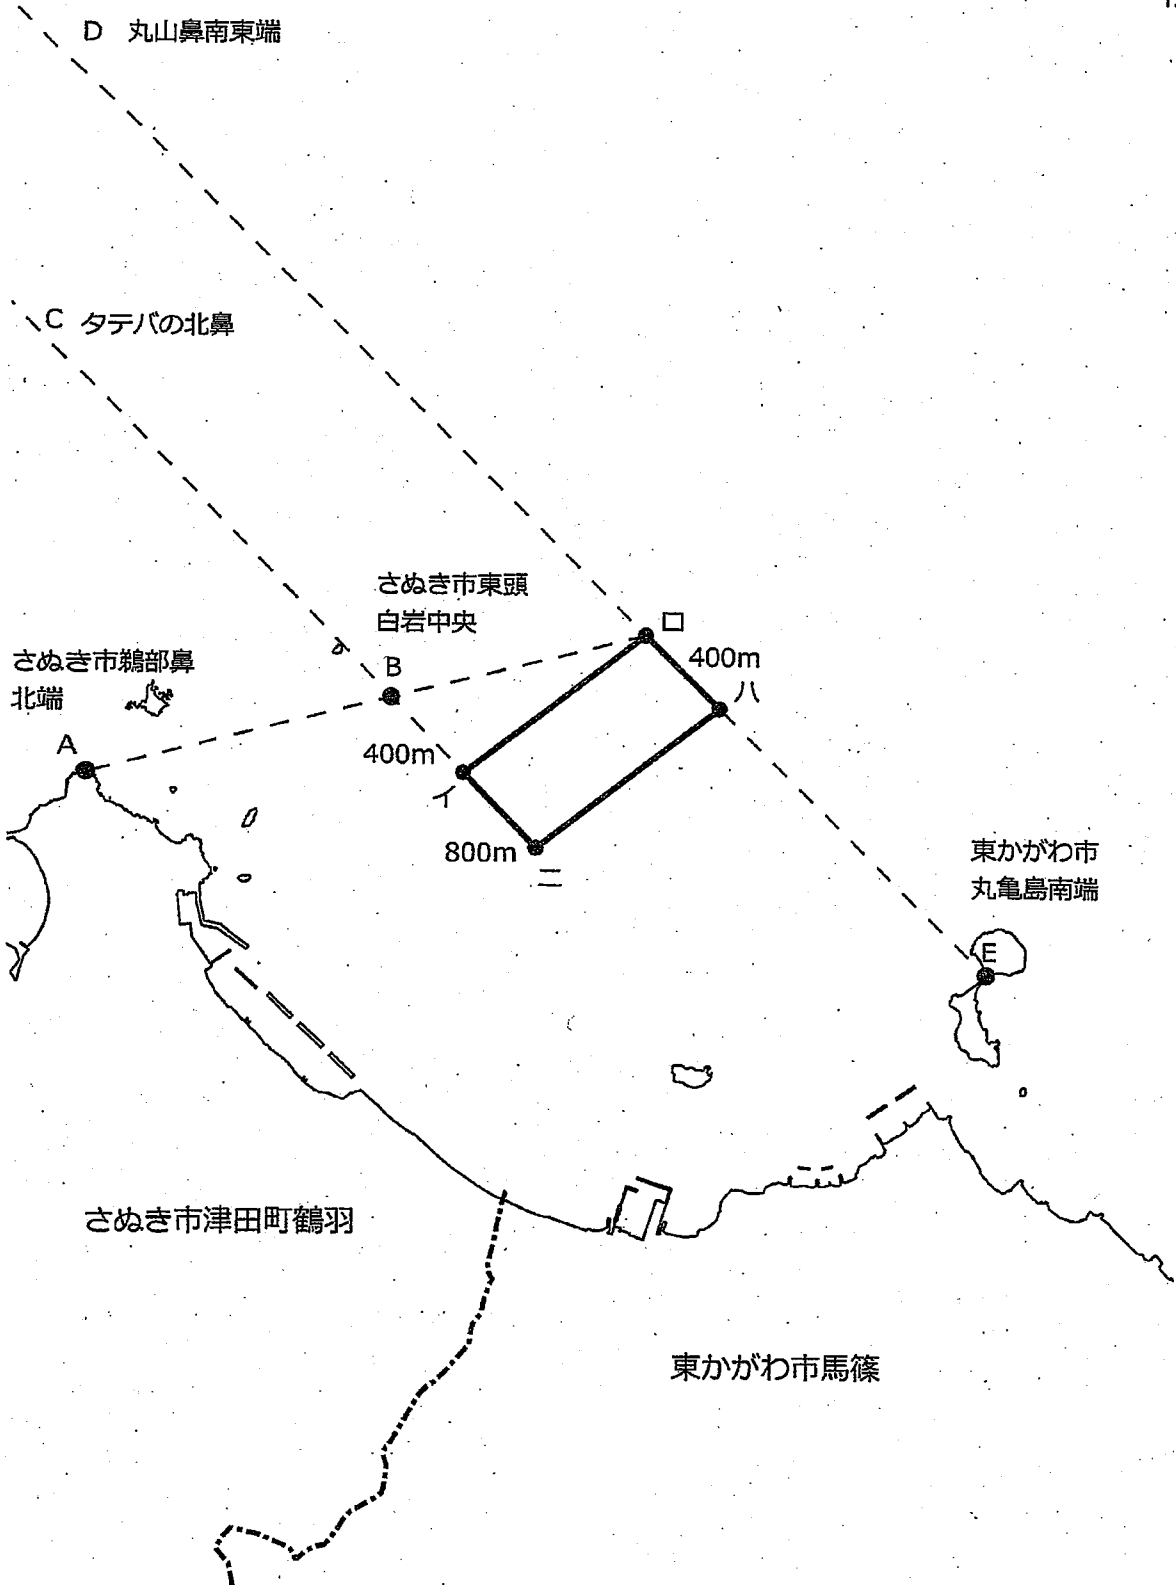 D 丸山鼻南東端
C タテバの北鼻
さぬき市東頭
白岩中央
ロ
さぬき市鵜部鼻
北端
B
400m
ハ
A
400m
イ
800m
ニ
東かがわ市
丸亀島南端
E
さぬき市津田町鶴羽
東かがわ市馬篠